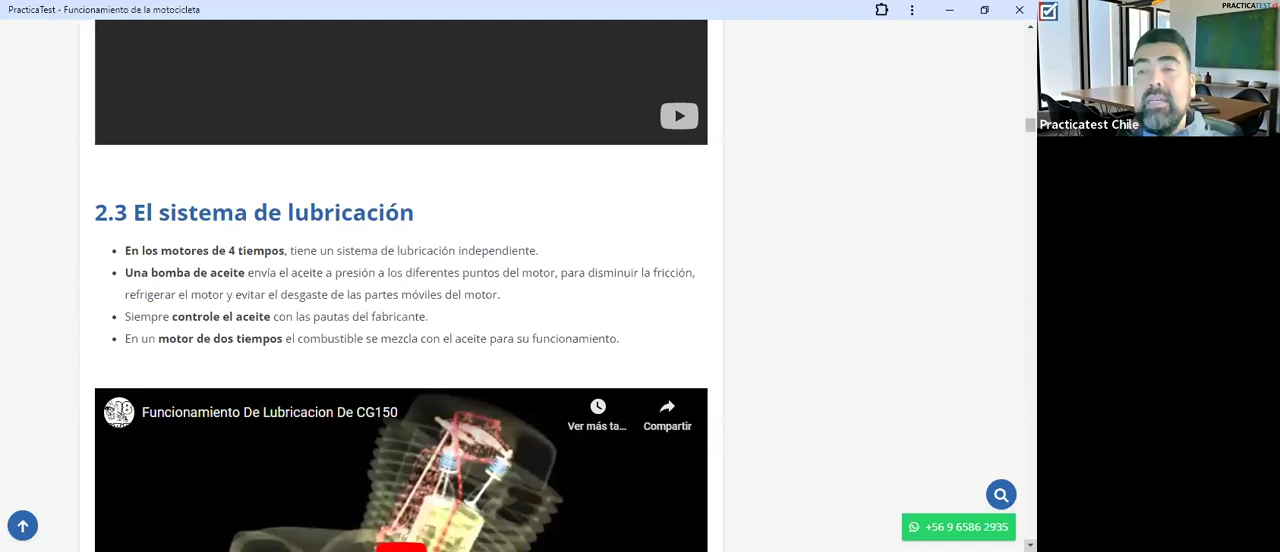 PracticaTest - Funcionamiento de la motocicleta
PRACTICATEST
Practicatest Chile
2.3 El sistema de lubricación
En los motores de 4 tiempos, tiene un sistema de lubricación independiente.
Una bomba de aceite envía el aceite a presión a los diferentes puntos del motor, para disminuir la fricción,
refrigerar el motor y evitar el desgaste de las partes móviles del motor.
Siempre controle el aceite con las pautas del fabricante.
En un motor de dos tiempos el combustible se mezcla con el aceite para su funcionamiento.
Funcionamiento De Lubricacion De CG150
Ver más ta...
Compartir
+56 9 6586 2935